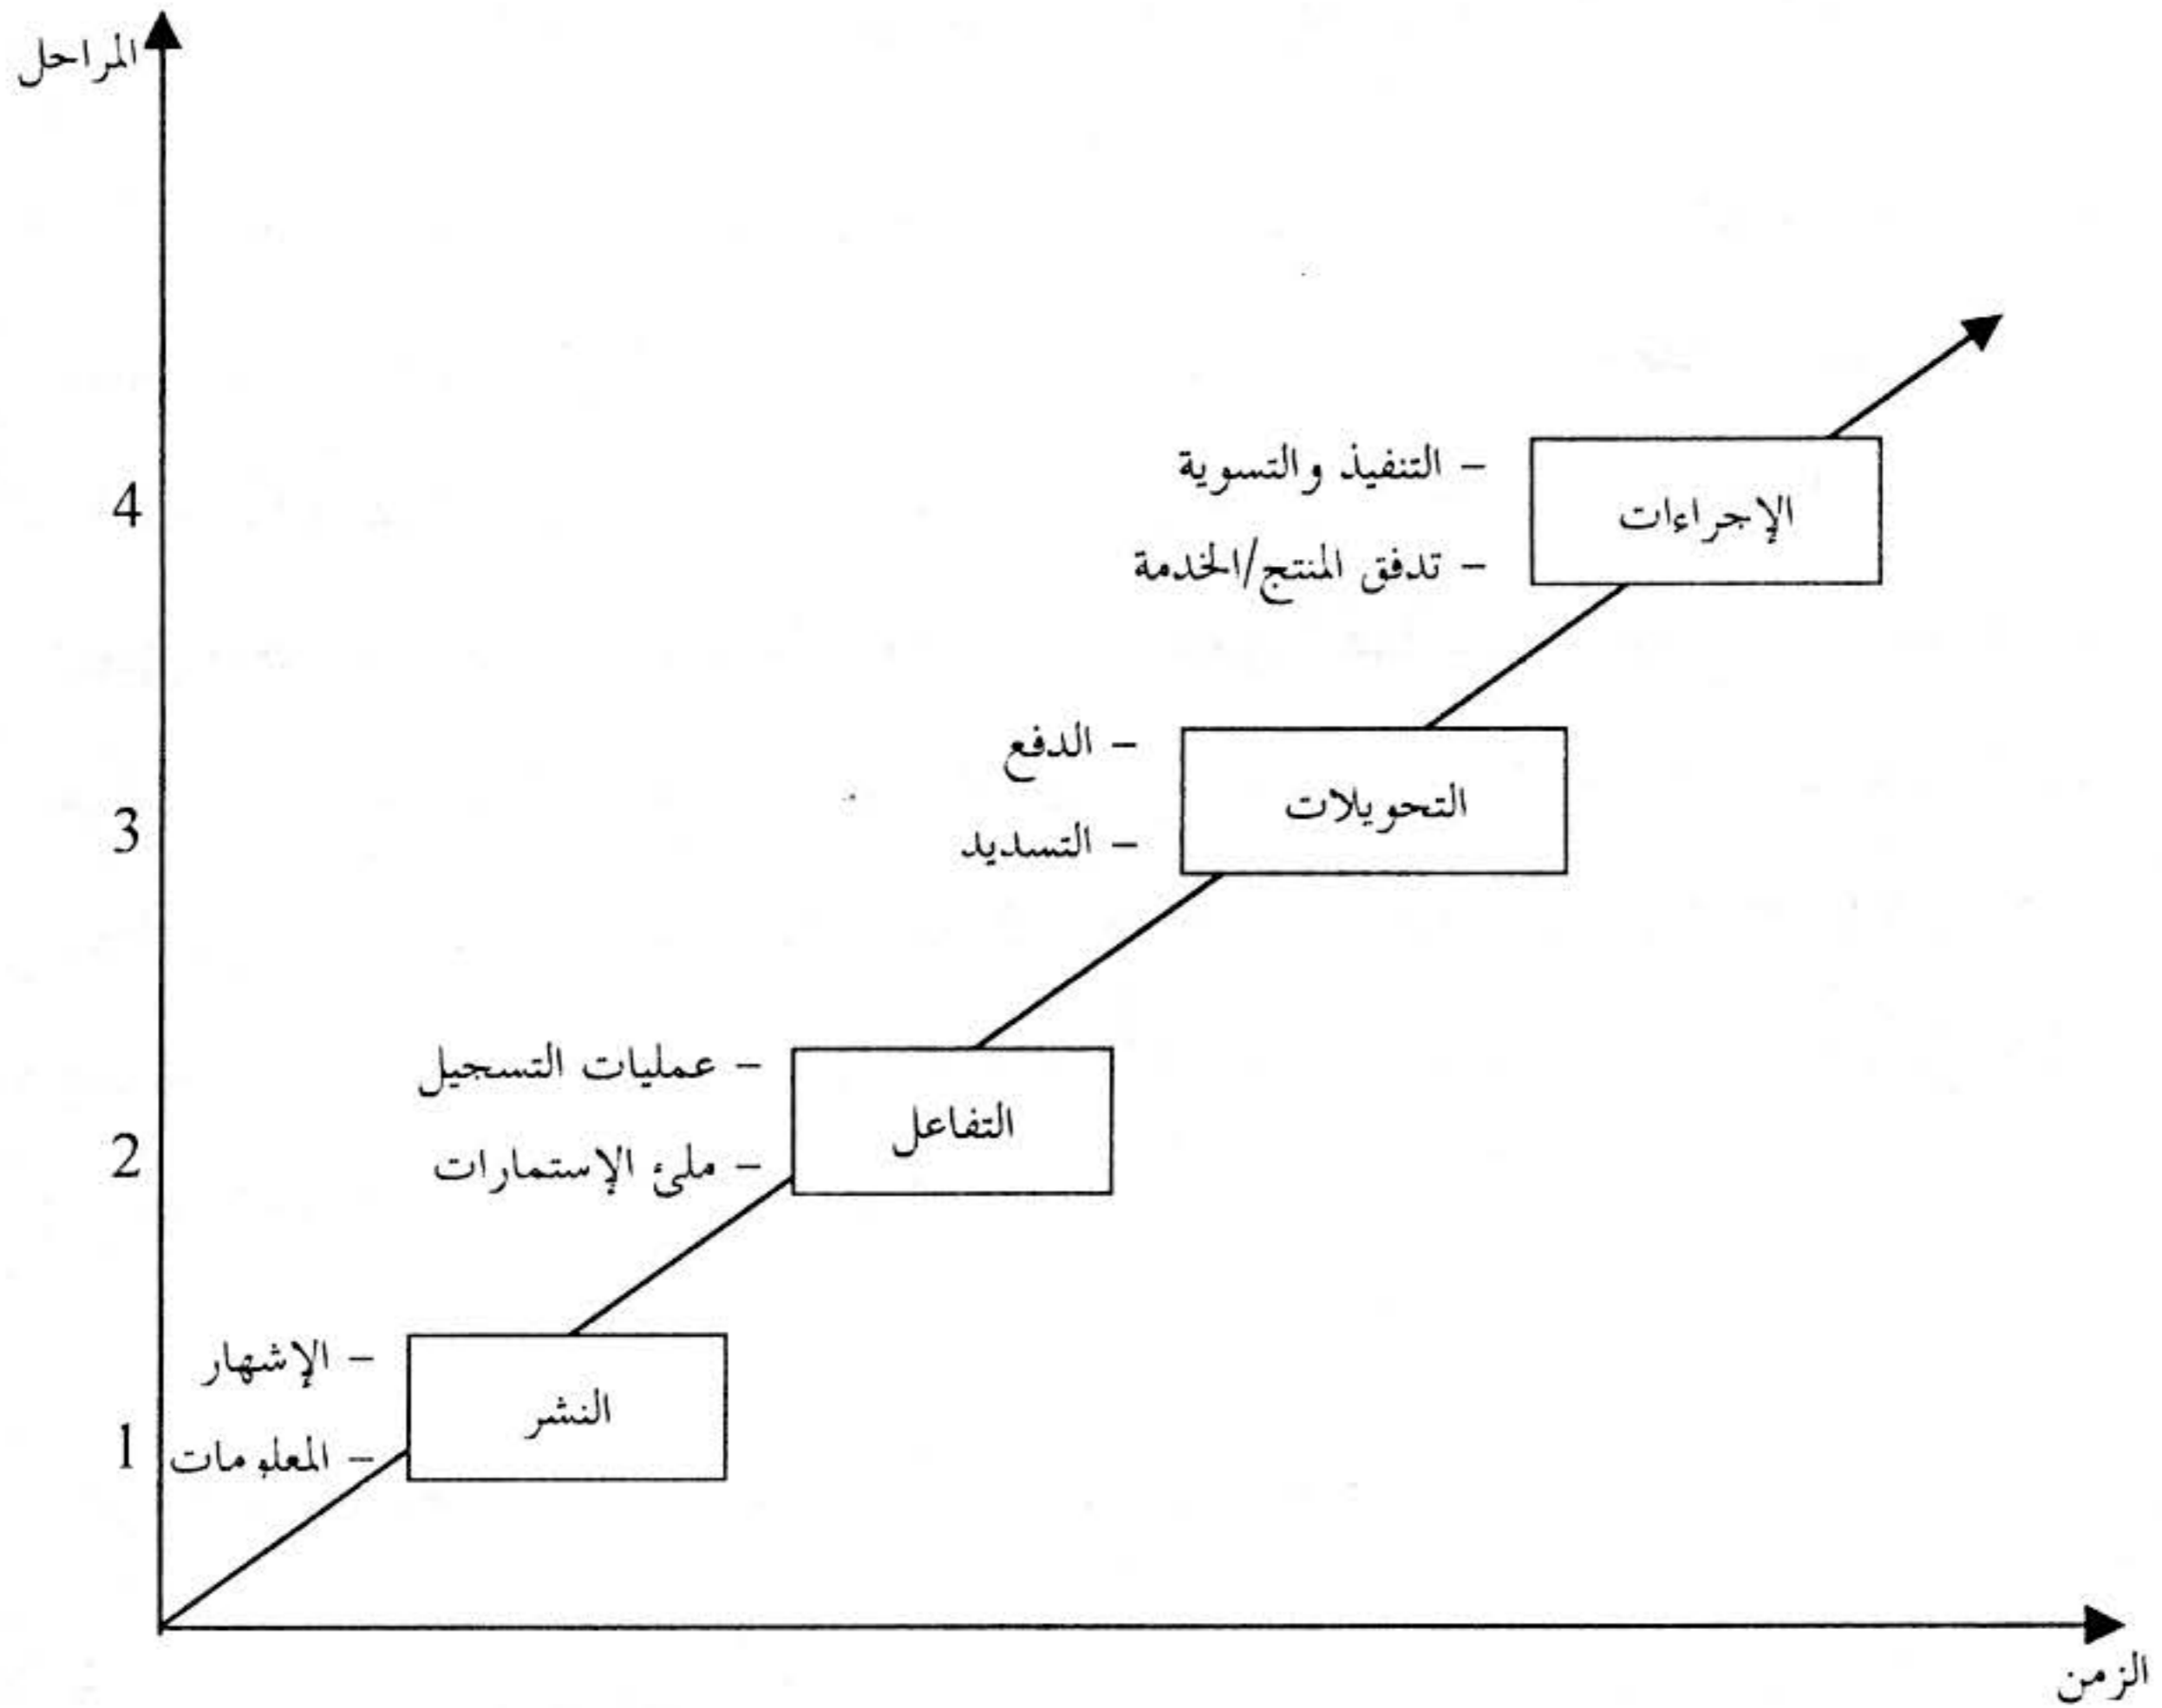 المراحل
4
- التنفيذ والتسوية
- تدفق المنتج/الخدمة
الإجراءات
3
- الدفع
- التسديد
التحويلات
2
- عمليات التسجيل
- ملئ الإستمارات
التفاعل
1
- الإشهار
- المعلومات
النشر
الزمن